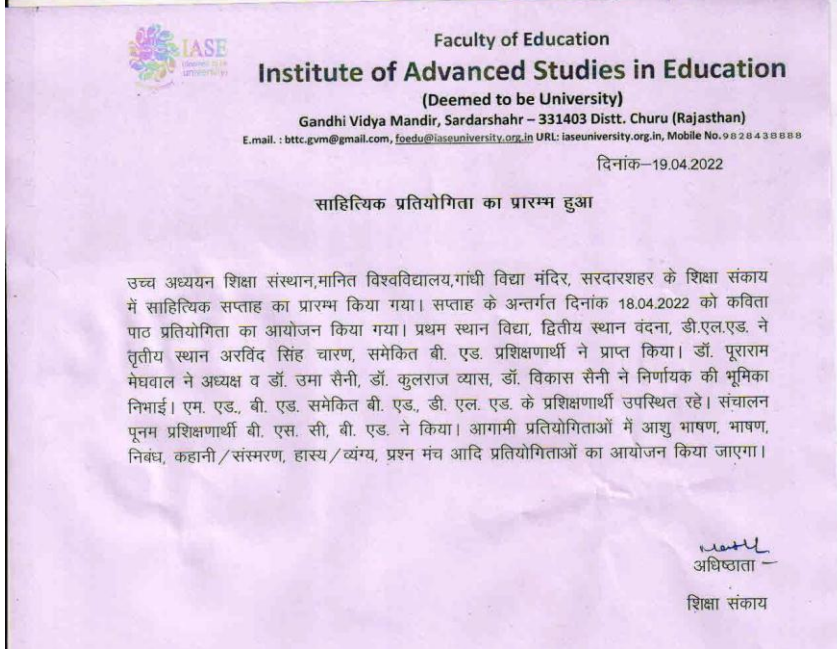 IASE
Deemed to be
university
Faculty of Education
Institute of Advanced Studies in Education
(Deemed to be University)
Gandhi Vidya Mandir, Sardarshahr – 331403 Distt. Churu (Rajasthan)
E.mail. : bttc.gvm@gmail.com, foedu@iaseuniversity.org.in URL: iaseuniversity.org.in, Mobile No.9828438888
दिनांक–19.04.2022
साहित्यिक प्रतियोगिता का प्रारम्भ हुआ
उच्च अध्ययन शिक्षा संस्थान,मानित विश्वविद्यालय,गांधी विद्या मंदिर, सरदारशहर के शिक्षा संकाय
में साहित्यिक सप्ताह का प्रारम्भ किया गया। सप्ताह के अन्तर्गत दिनांक 18.04.2022 को कविता
पाठ प्रतियोगिता का आयोजन किया गया। प्रथम स्थान विद्या, द्वितीय स्थान वंदना, डी.एल.एड. ने
तृतीय स्थान अरविंद सिंह चारण, समेकित बी. एड. प्रशिक्षणार्थी ने प्राप्त किया। डॉ. पूराराम
मेघवाल ने अध्यक्ष व डॉ. उमा सैनी, डॉ. कुलराज व्यास, डॉ. विकास सैनी ने निर्णायक की भूमिका
निभाई। एम. एड., बी. एड. समेकित बी. एड., डी. एल. एड. के प्रशिक्षणार्थी उपस्थित रहे। संचालन
पूनम प्रशिक्षणार्थी बी. एस. सी, बी. एड. ने किया। आगामी प्रतियोगिताओं में आशु भाषण, भाषण,
निबंध, कहानी/संस्मरण, हास्य/व्यंग्य, प्रश्न मंच आदि प्रतियोगिताओं का आयोजन किया जाएगा।
अधिष्ठाता –
शिक्षा संकाय